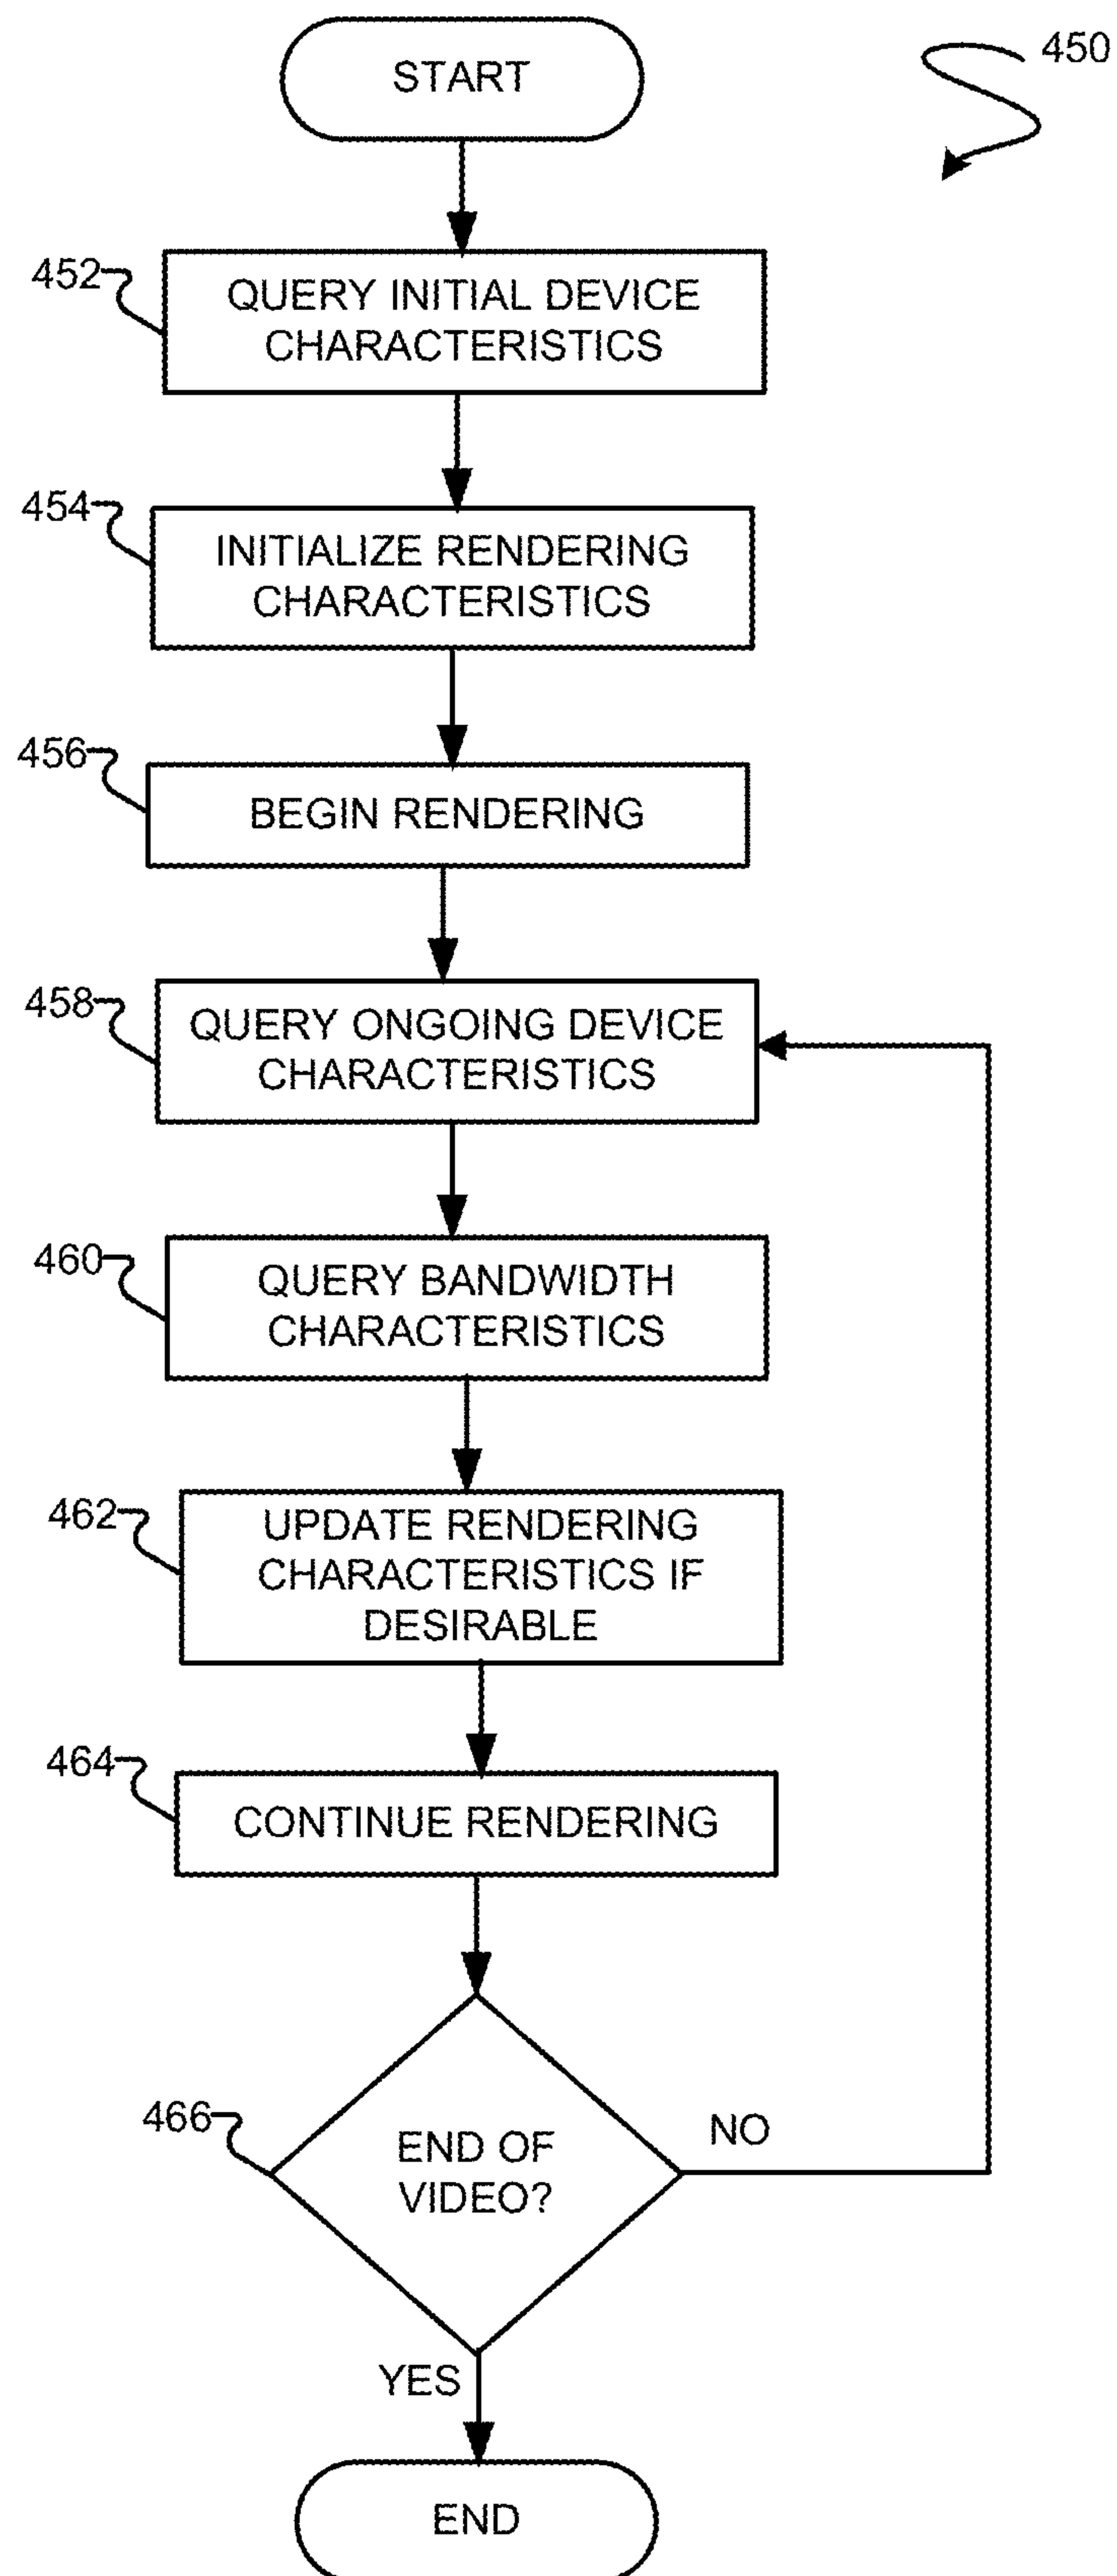 START
450
452
QUERY INITIAL DEVICE
CHARACTERISTICS
454
INITIALIZE RENDERING
CHARACTERISTICS
456
BEGIN RENDERING
458
QUERY ONGOING DEVICE
CHARACTERISTICS
460
QUERY BANDWIDTH
CHARACTERISTICS
462
UPDATE RENDERING
CHARACTERISTICS IF
DESIRABLE
464
CONTINUE RENDERING
466
END OF
VIDEO?
NO
YES
END